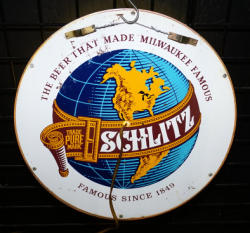 THE BEER THAT MADE MILWAUKEE FAMOUS
SCHLITZ
TRADE
PURE
MARK
FAMOUS SINCE 1849